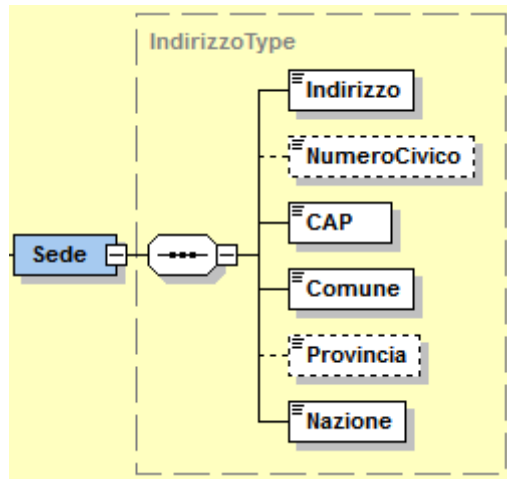 IndirizzoType
Indirizzo
NumeroCivico
CAP
Sede
Comune
Provincia
Nazione